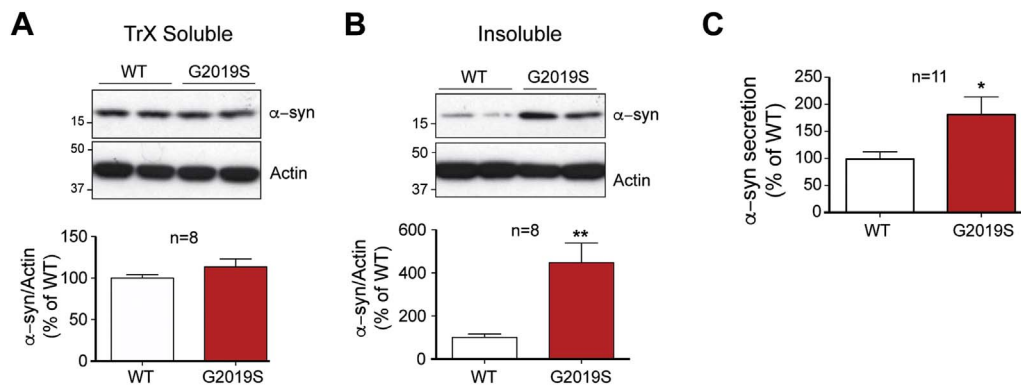 A
TrX Soluble
WT G2019S
α–syn
15
50
Actin
37
n=8
α–syn/Actin
(% of WT)
150
100
50
0
WT G2019S
B
Insoluble
WT G2019S
α–syn
15
50
Actin
37
n=8
**
α–syn/Actin
(% of WT)
600
400
200
0
WT G2019S
C
n=11
*
α–syn secretion
(% of WT)
250
200
150
100
50
0
WT G2019S